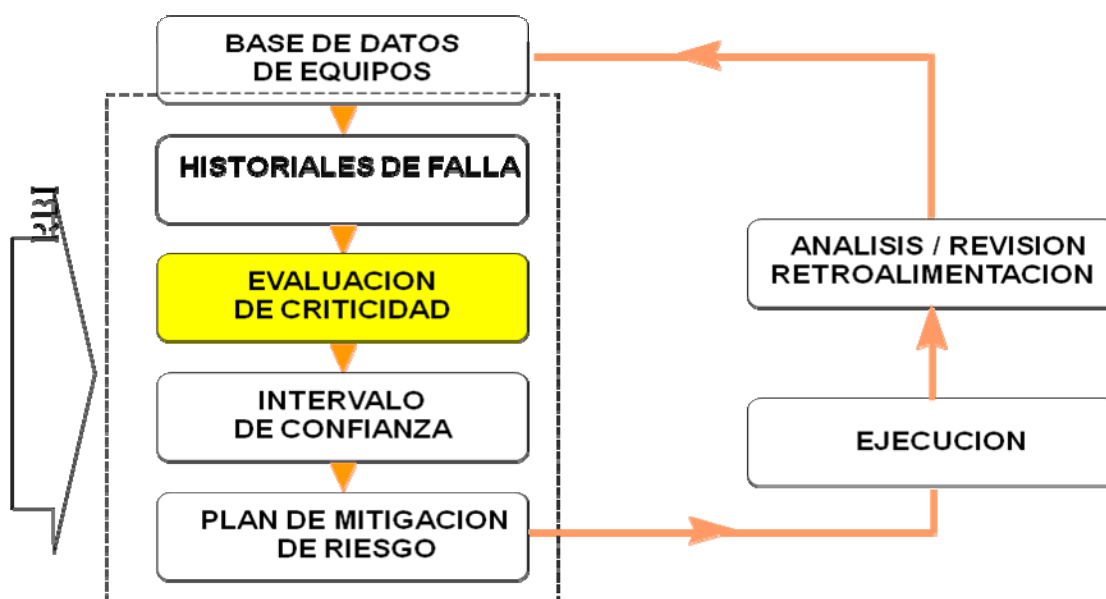 BASE DE DATOS
DE EQUIPOS
HISTORIALES DE FALLA
RBI
EVALUACION
DE CRITICIDAD
INTERVALO
DE CONFIANZA
PLAN DE MITIGACION
DE RIESGO
ANALISIS / REVISION
RETROALIMENTACION
EJECUCION